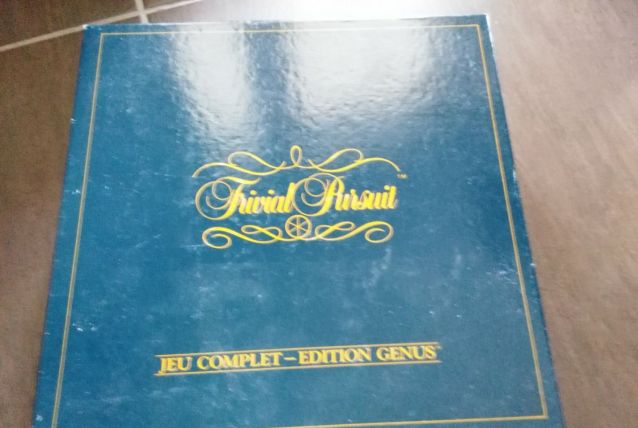 Trivial Pursuit™
JEU COMPLET – EDITION GENUS™